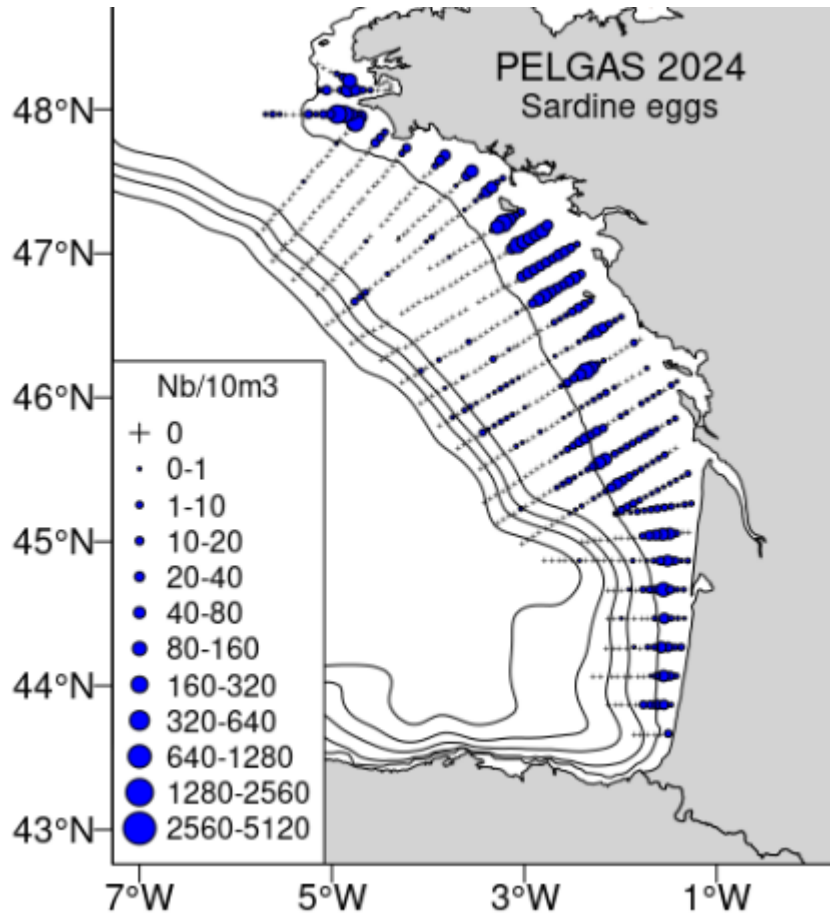 PELGAS 2024
Sardine eggs
48°N
47°N
46°N
45°N
44°N
43°N
Nb/10m3
0
0-1
1-10
10-20
20-40
40-80
80-160
160-320
320-640
640-1280
1280-2560
2560-5120
7°W
5°W
3°W
1°W